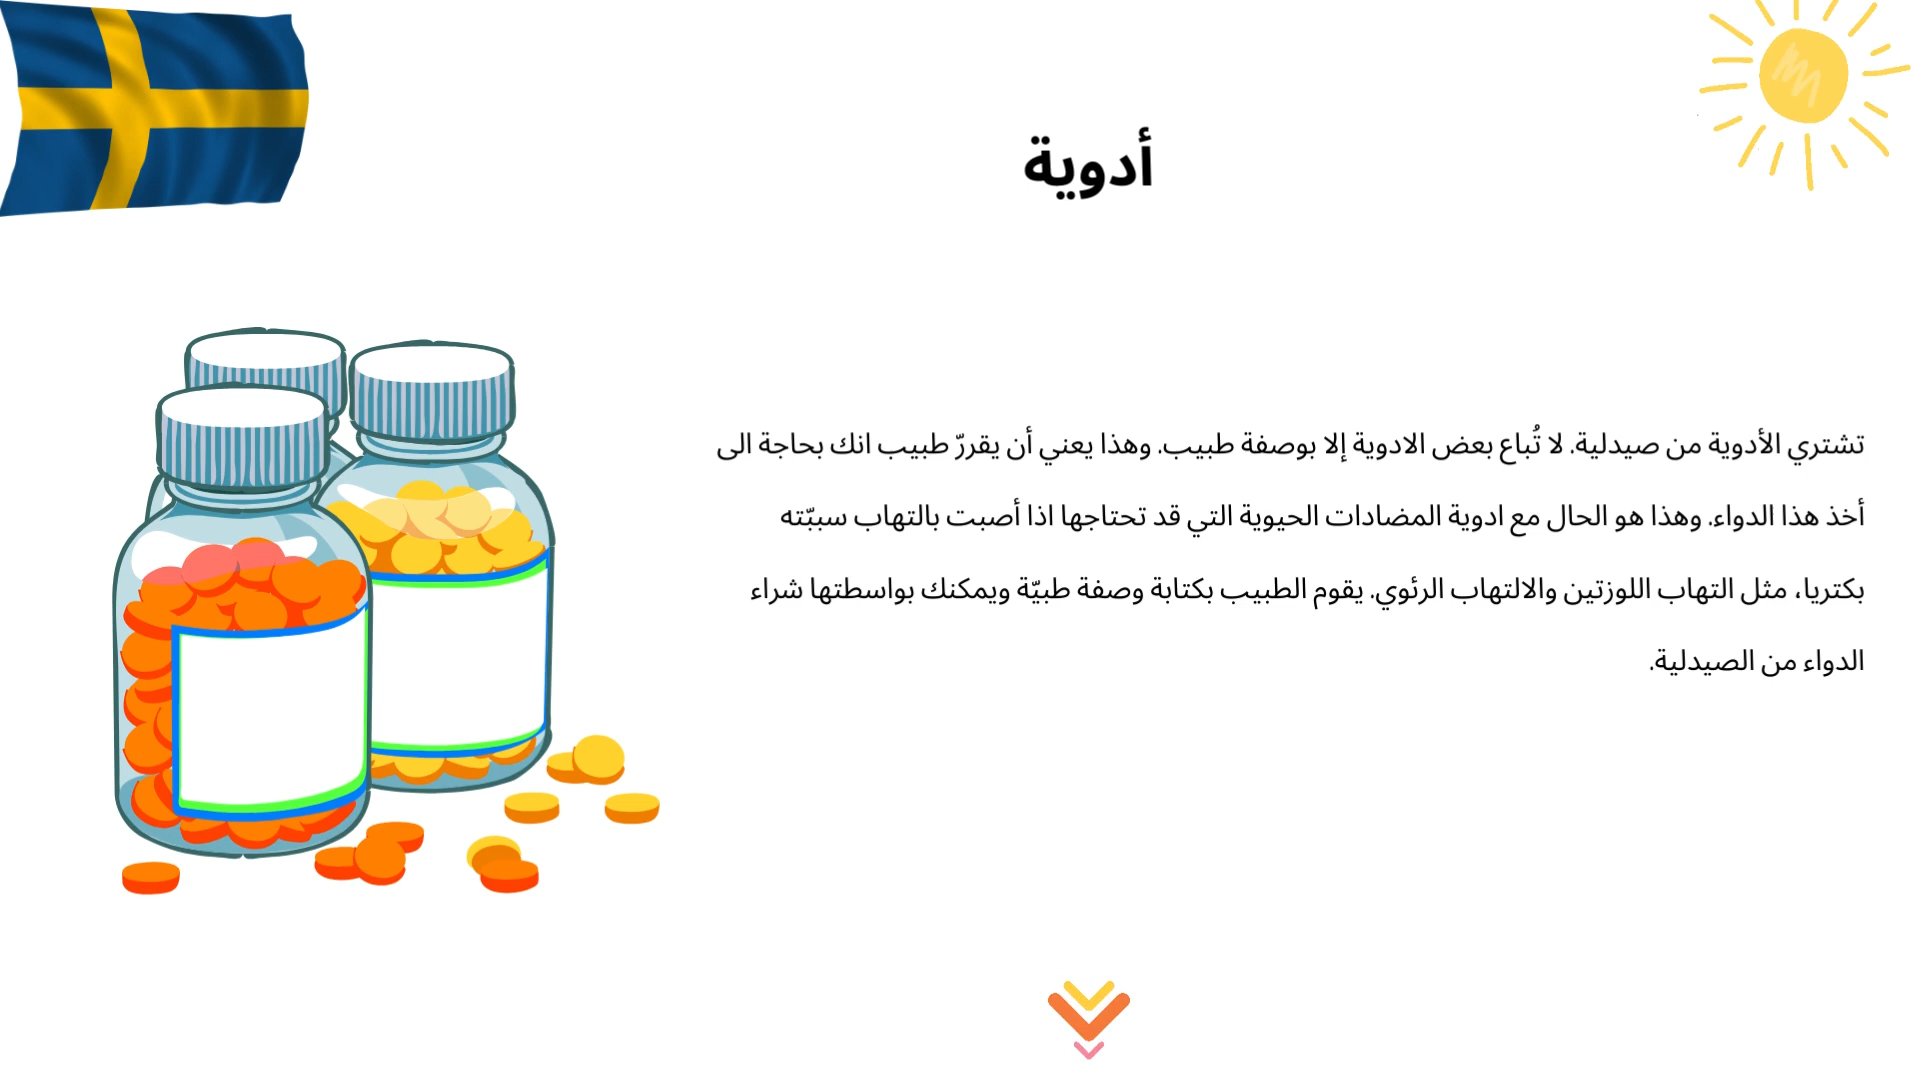 أدوية
تشتري الأدوية من صيدلية. لا تُباع بعض الادوية إلا بوصفة طبيب. وهذا يعني أن يقررّ طبيب انك بحاجة الى
أخذ هذا الدواء. وهذا هو الحال مع ادوية المضادات الحيوية التي قد تحتاجها اذا أصبت بالتهاب سببّته
بكتريا، مثل التهاب اللوزتين والالتهاب الرئوي. يقوم الطبيب بكتابة وصفة طبيّة ويمكنك بواسطتها شراء
الدواء من الصيدلية.